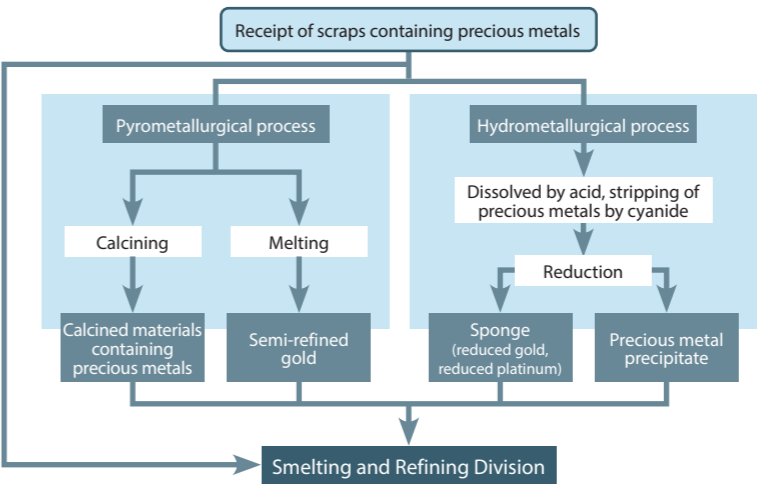 Receipt of scraps containing precious metals
Pyrometallurgical process
Hydrometallurgical process
Dissolved by acid, stripping of
precious metals by cyanide
Calcining
Melting
Reduction
Calcined materials
containing
precious metals
Semi-refined
gold
Sponge
(reduced gold,
reduced platinum)
Precious metal
precipitate
Smelting and Refining Division